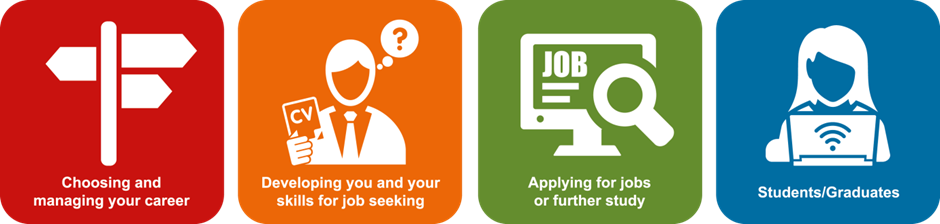 Choosing and
managing your career
?
CV
Developing you and your
skills for job seeking
JOB
Applying for jobs
or further study
Students/Graduates